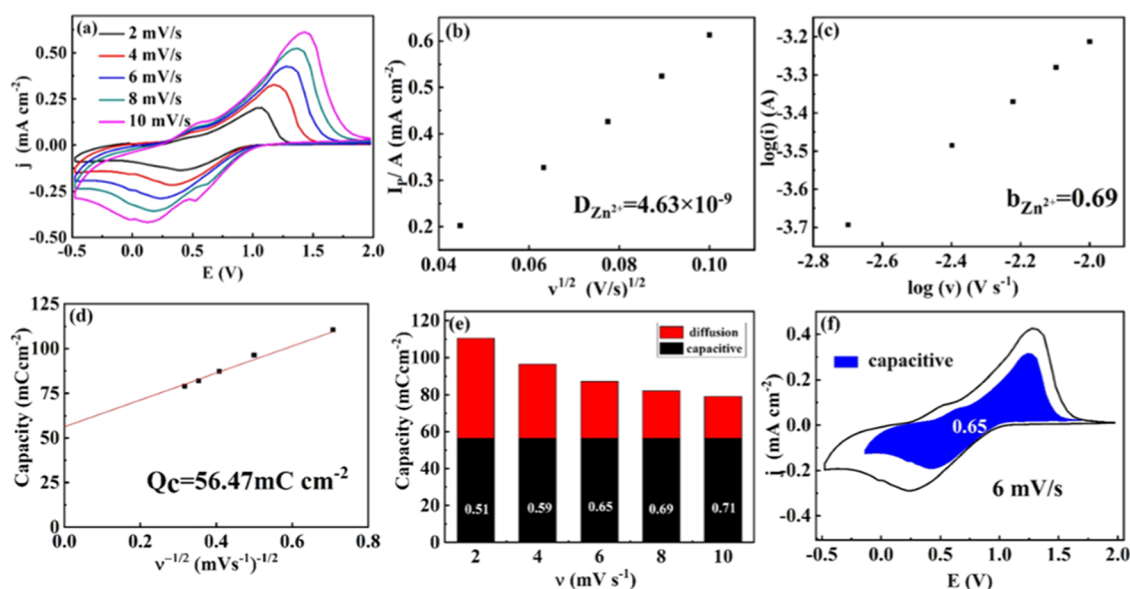 (a)
2 mV/s
4 mV/s
6 mV/s
8 mV/s
10 mV/s
0.50
0.25
0.00
-0.25
-0.50
j (mA cm⁻²)
-0.5 0.0 0.5 1.0 1.5 2.0
E (V)
(b)
0.6
0.5
0.4
0.3
0.2
Iₚ/ A (mA cm⁻²)
D_Zn²⁺=4.63×10⁻⁹
0.04 0.06 0.08 0.10
v¹ᐟ² (V/s)¹ᐟ²
(c)
-3.2
-3.3
-3.4
-3.5
-3.6
-3.7
log(i) (A)
b_Zn²⁺=0.69
-2.8 -2.6 -2.4 -2.2 -2.0
log (v) (V s⁻¹)
(d)
125
100
75
50
25
0
Capacity (mCcm⁻²)
Qc=56.47mC cm⁻²
0.0 0.2 0.4 0.6 0.8
v⁻¹ᐟ² (mVs⁻¹)⁻¹ᐟ²
(e)
diffusion
capacitive
120
100
80
60
40
20
0
Capacity (mCcm⁻²)
0.51 0.59 0.65 0.69 0.71
2 4 6 8 10
ν (mV s⁻¹)
(f)
capacitive
0.4
0.2
0.0
-0.2
-0.4
j (mA cm⁻²)
0.65
6 mV/s
-0.5 0.0 0.5 1.0 1.5 2.0
E (V)